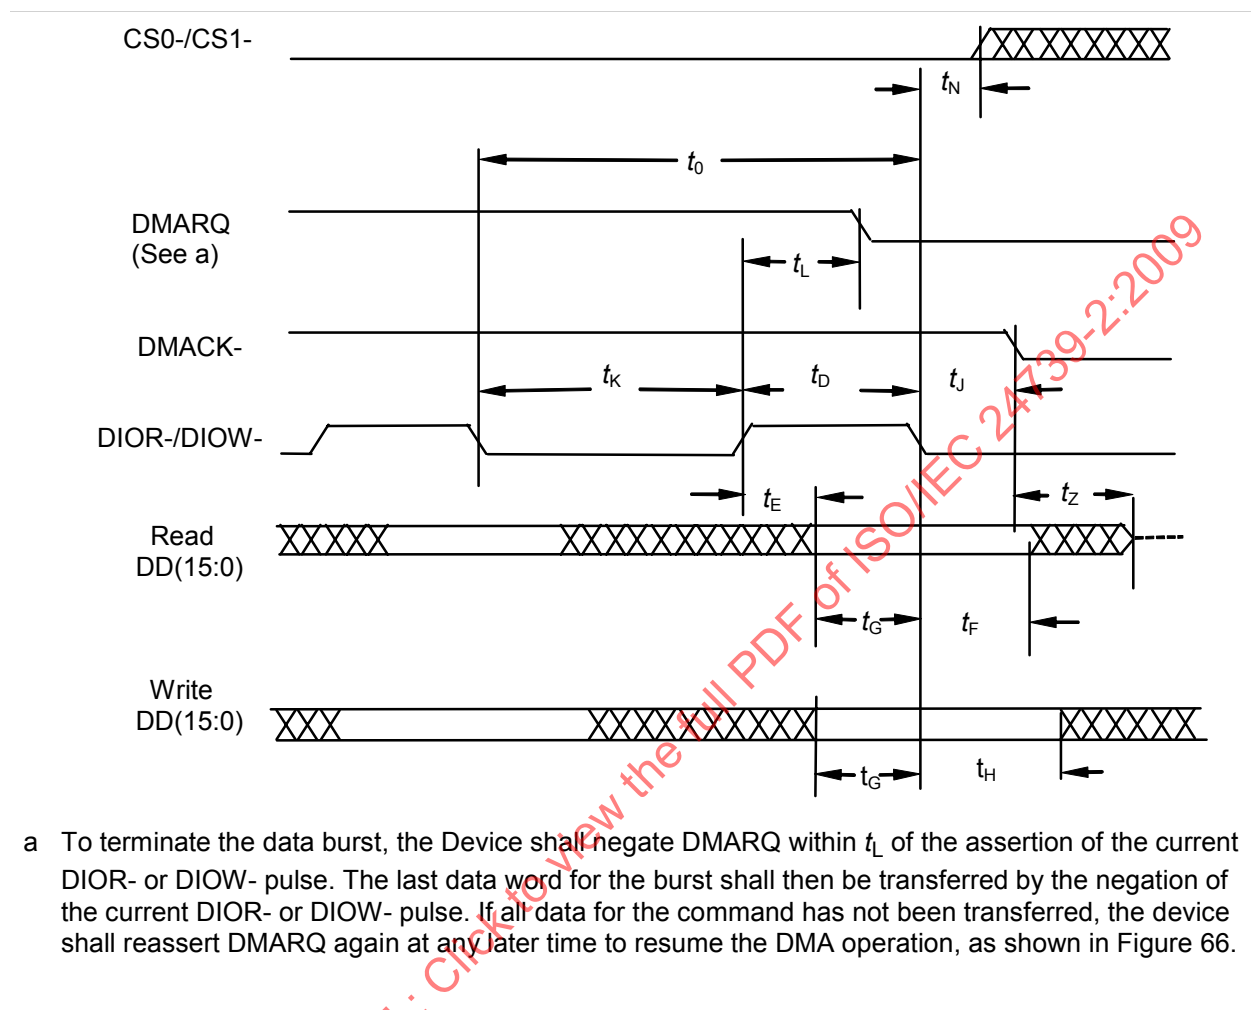 CS0-/CS1-
tN
t0
DMARQ
(See a)
tL
DMACK-
tK
tD
tJ
DIOR-/DIOW-
tE
tZ
Read
DD(15:0)
tG
tF
Write
DD(15:0)
tG
tH
a To terminate the data burst, the Device shall negate DMARQ within tL of the assertion of the current
DIOR- or DIOW- pulse. The last data word for the burst shall then be transferred by the negation of
the current DIOR- or DIOW- pulse. If all data for the command has not been transferred, the device
shall reassert DMARQ again at any later time to resume the DMA operation, as shown in Figure 66.
: Click to view the full PDF of ISO/IEC 24739-2:2009